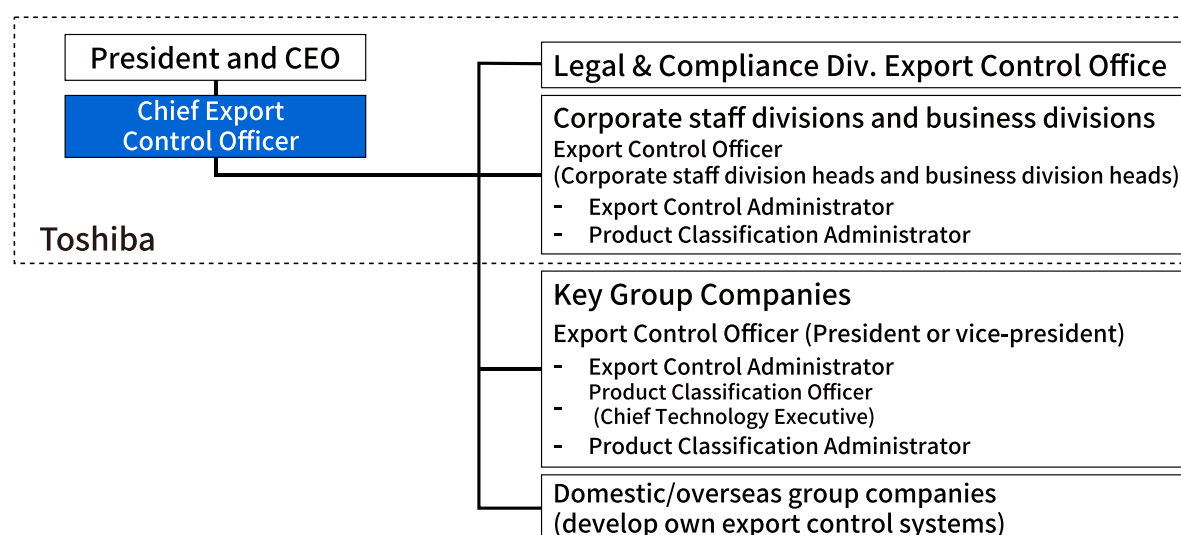 President and CEO
Chief Export
Control Officer
Toshiba
Legal & Compliance Div. Export Control Office
Corporate staff divisions and business divisions
Export Control Officer
(Corporate staff division heads and business division heads)
- Export Control Administrator
- Product Classification Administrator
Key Group Companies
Export Control Officer (President or vice-president)
- Export Control Administrator
Product Classification Officer
- (Chief Technology Executive)
- Product Classification Administrator
Domestic/overseas group companies
(develop own export control systems)